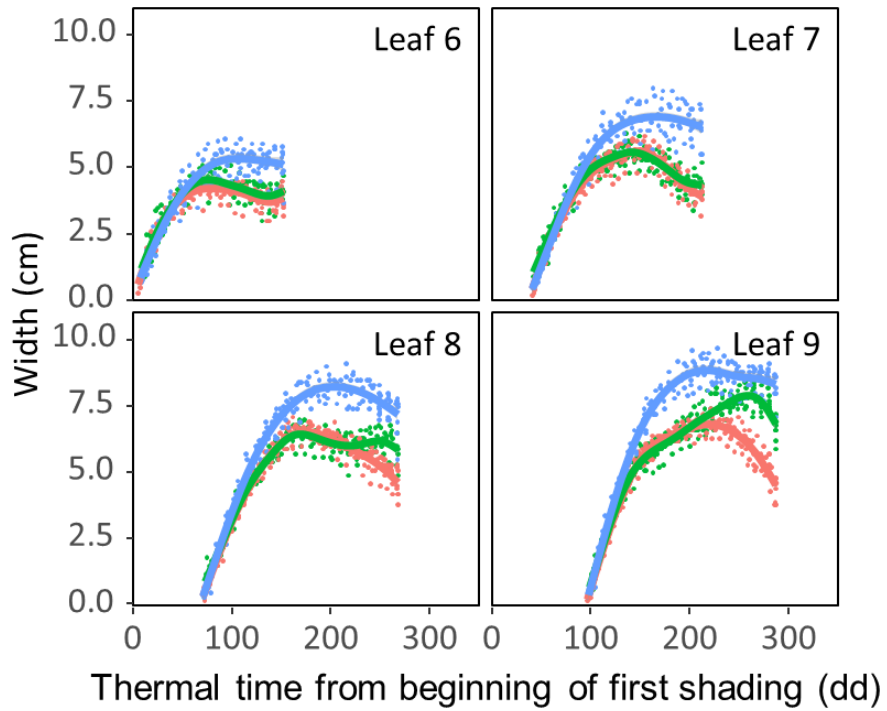 10.0
7.5
5.0
2.5
0.0
Leaf 6
Leaf 7
10.0
7.5
5.0
2.5
0.0
Leaf 8
Leaf 9
0 100 200 300
0 100 200 300
Width (cm)
Thermal time from beginning of first shading (dd)